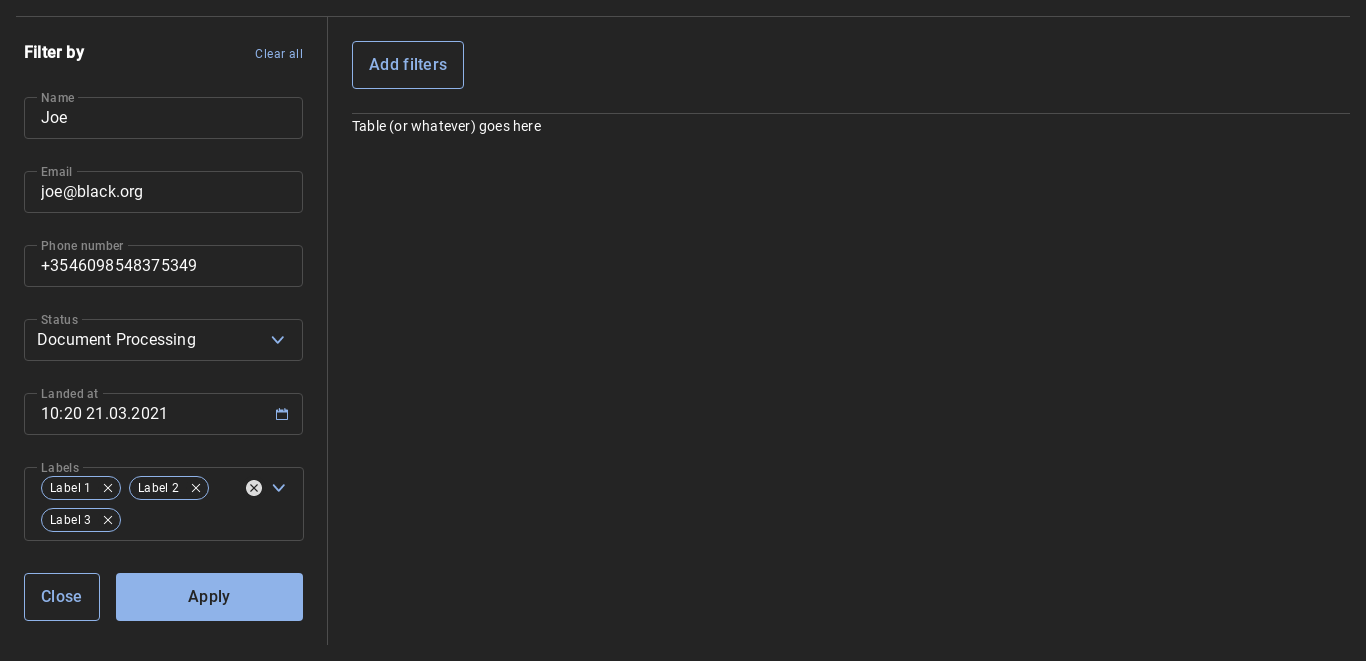 Filter by
Clear all
Name
Joe
Email
joe@black.org
Phone number
+3546098548375349
Status
Document Processing
Landed at
10:20 21.03.2021
Labels
Label 1
Label 2
Label 3
Close
Apply
Add filters
Table (or whatever) goes here